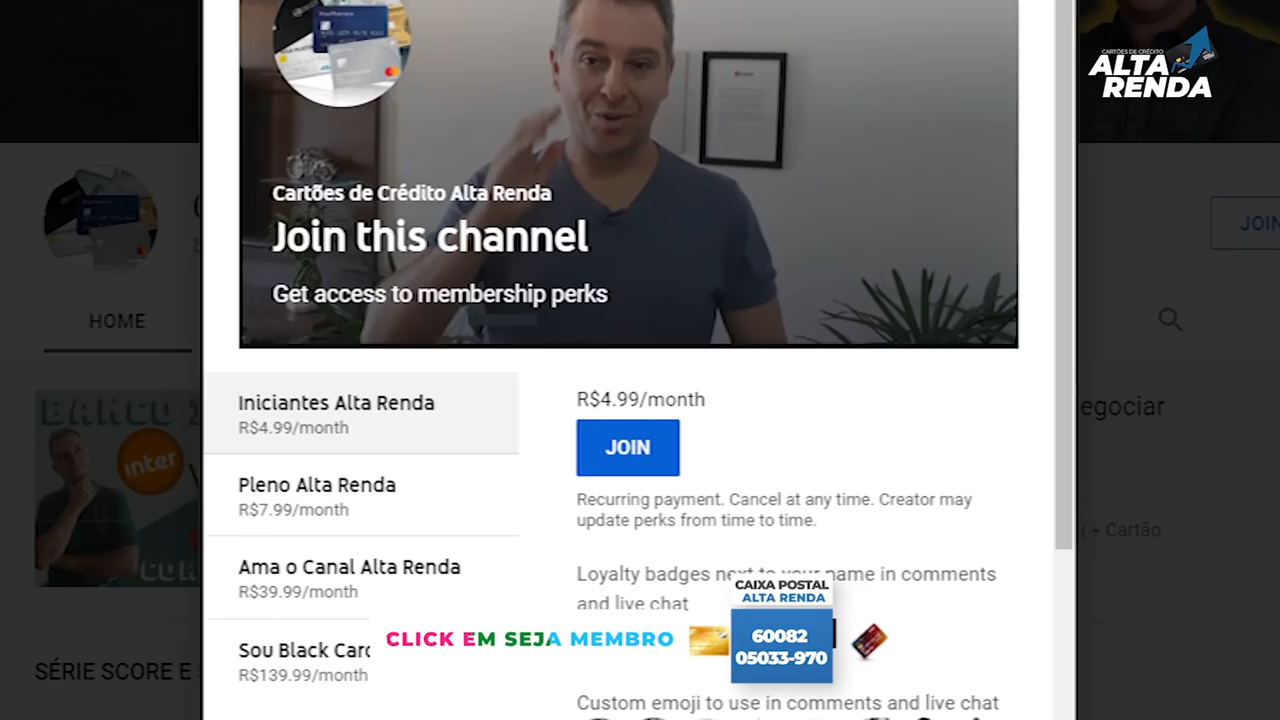 CARTÕES DE CRÉDITO
ALTA
RENDA
Cartões de Crédito Alta Renda
Join this channel
Get access to membership perks
JOIN
HOME
BANCO
inter
Iniciantes Alta Renda
R$4.99/month
Pleno Alta Renda
R$7.99/month
Ama o Canal Alta Renda
R$39.99/month
Sou Black Card
R$139.99/month
R$4.99/month
JOIN
Recurring payment. Cancel at any time. Creator may
update perks from time to time.
Loyalty badges next to your name in comments
and live chat
CAIXA POSTAL
ALTA RENDA
60082
05033-970
CLICK EM SEJA MEMBRO
Custom emoji to use in comments and live chat
egociar
i + Cartão
SÉRIE SCORE E